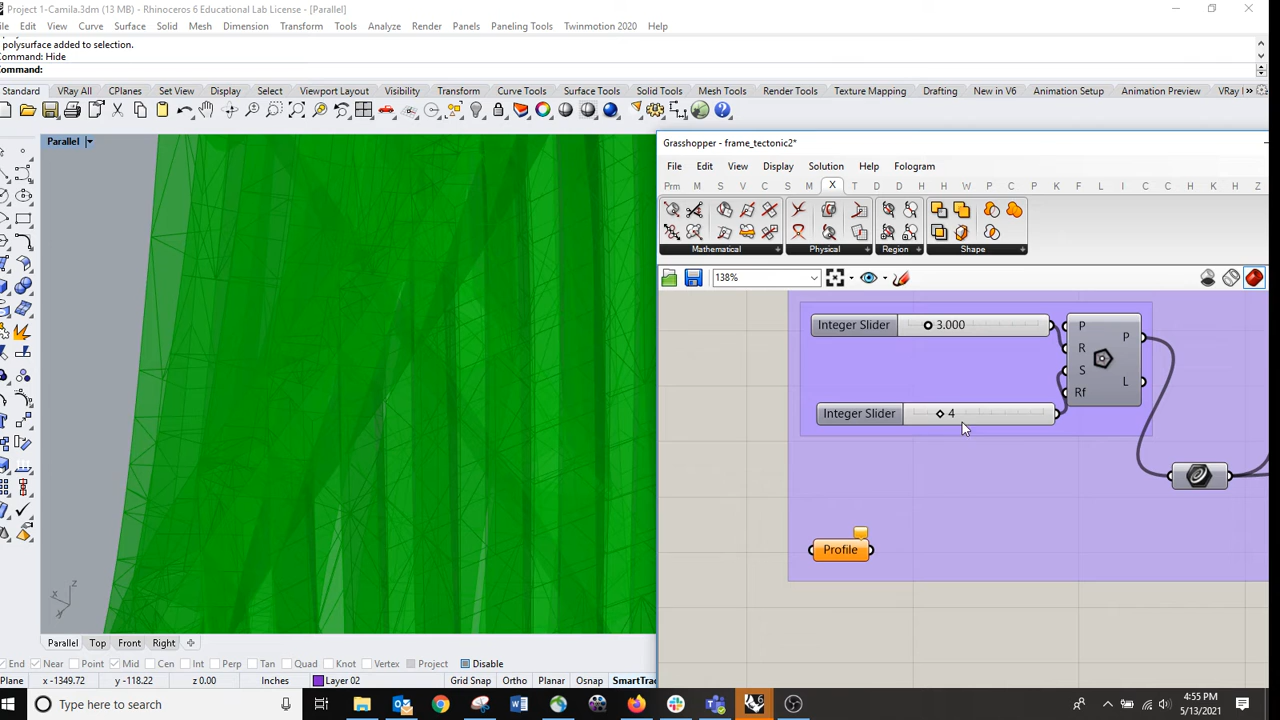 Project 1-Camila.3dm (13 MB) - Rhinoceros 6 Educational Lab License - [Parallel]
Edit View Curve Surface Solid Mesh Dimension Transform Tools Analyze Render Panels Paneling Tools Twinmotion 2020 Help
polysurface added to selection.
Command: Hide
Command:
Standard VRay All CPlanes Set View Display Select Viewport Layout Visibility Transform Curve Tools Surface Tools Solid Tools Mesh Tools Render Tools Texture Mapping Drafting New in V6 Animation Setup Animation Preview VRay
Parallel
Grasshopper - frame_tectonic2*
File Edit View Display Solution Help Fologram
Prm M S V C S M X T D D H H W P C P K F L I C C H G H Z
Mathematical Physical Region Shape
138%
Integer Slider 3.000
P
R
S
Rf
P
L
Integer Slider 4
Profile
z
x
y
Parallel Top Front Right
End Near Point Mid Cen Int Perp Tan Quad Knot Vertex Project Disable
Plane x -1349.72 y -118.22 z 0.00 Inches Layer 02 Grid Snap Ortho Planar Osnap SmartTrac
Type here to search
4:55 PM
5/13/2021